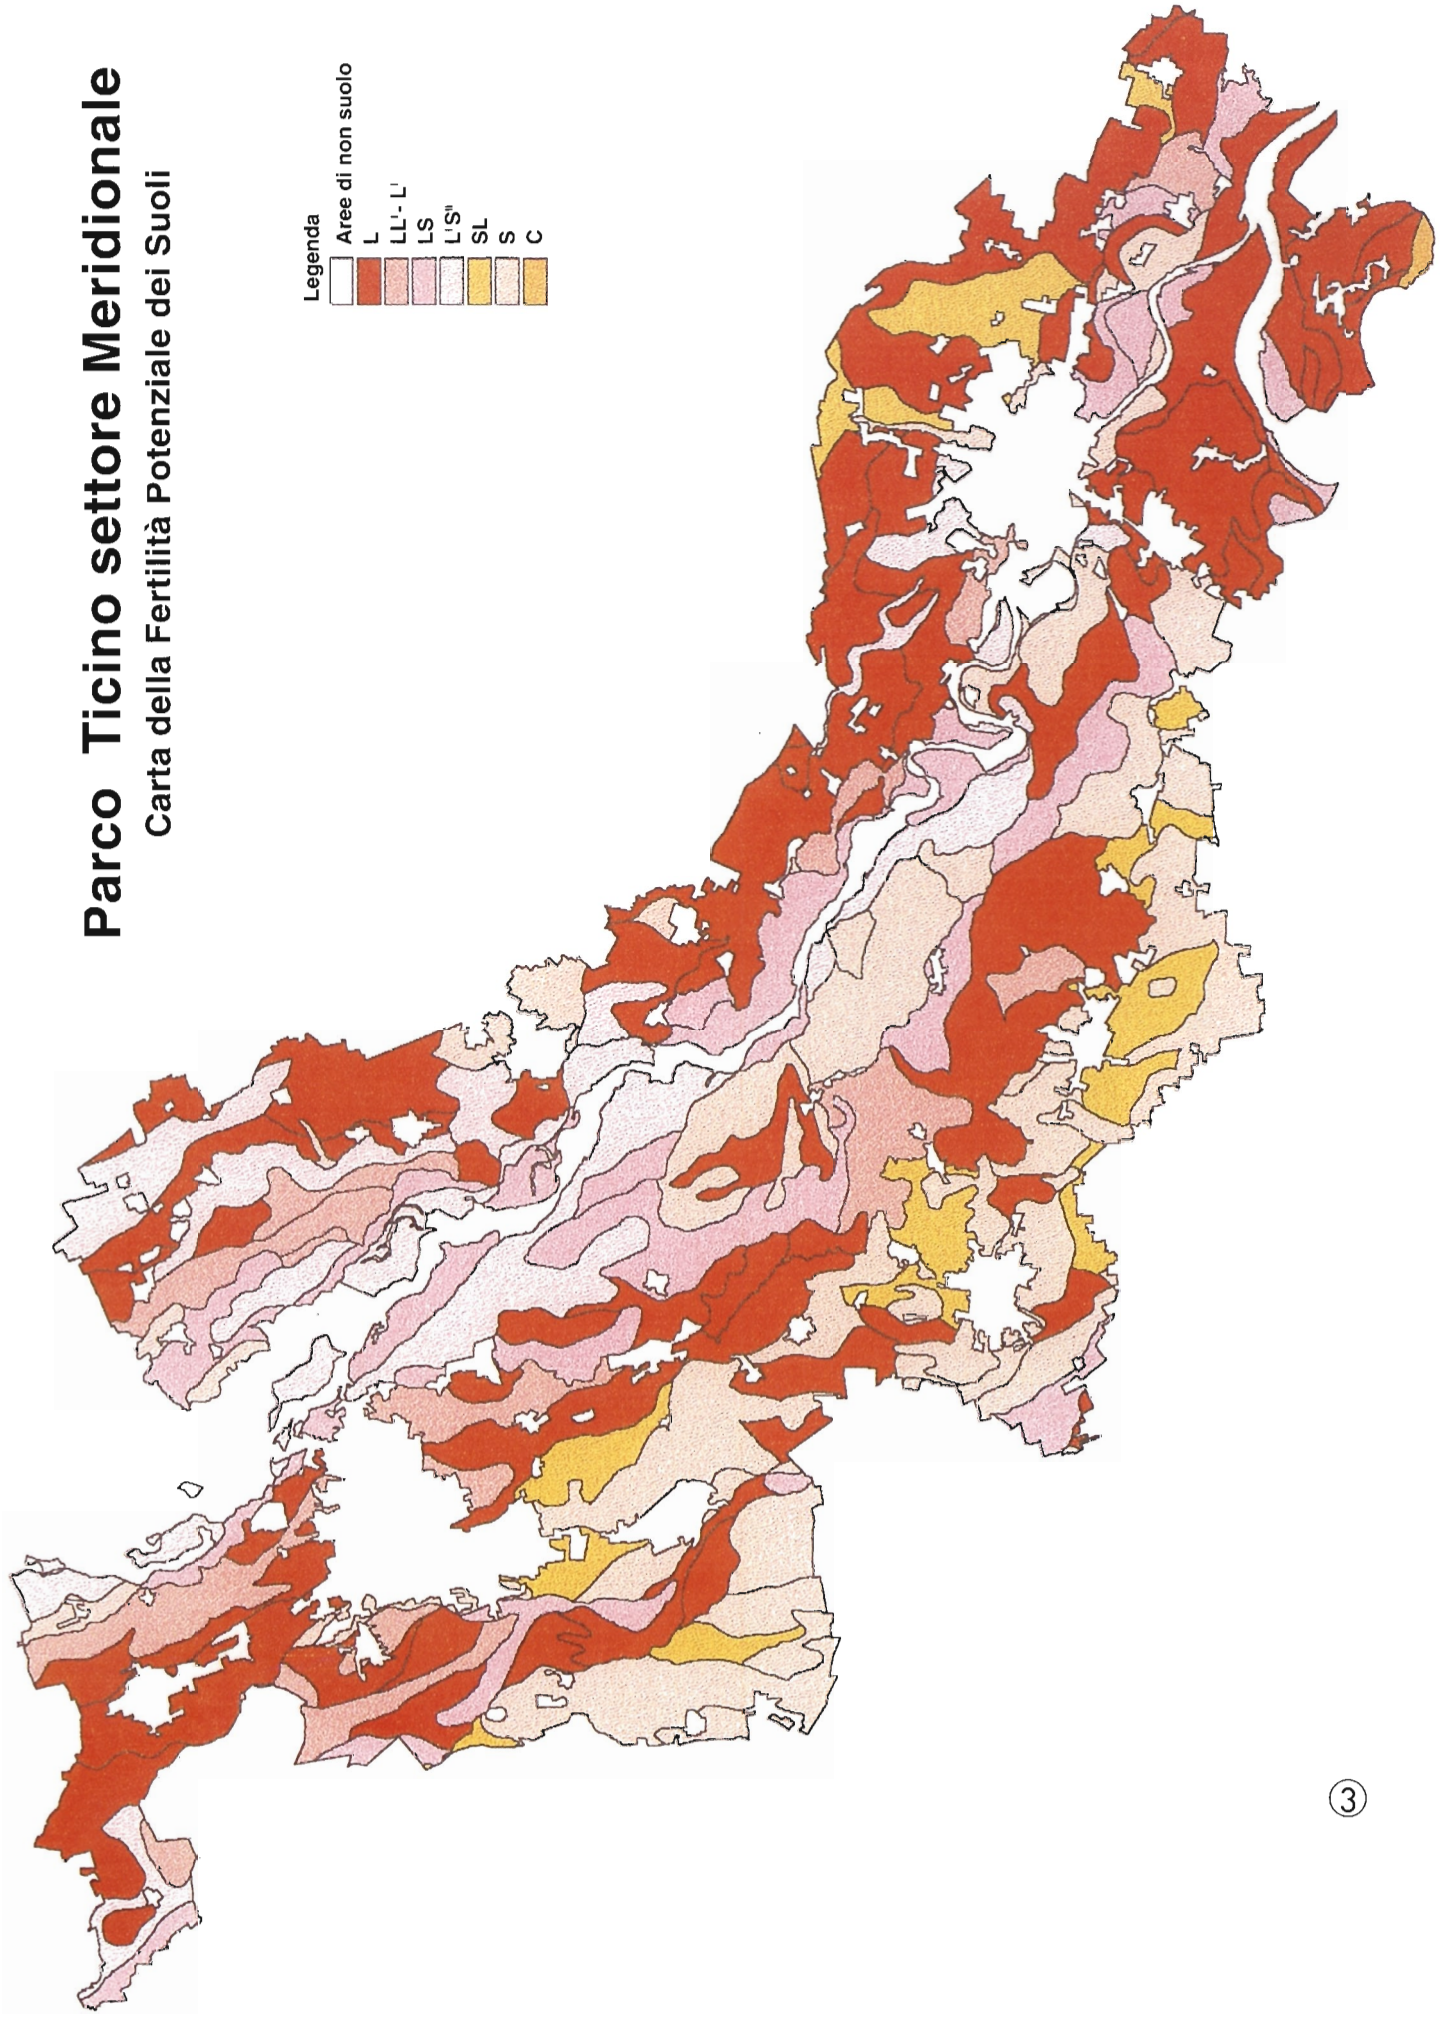 Parco Ticino settore Meridionale
Carta della Fertilità Potenziale dei Suoli
Legenda
Aree di non suolo
L
LL'- L'
LS
L'S"
SL
S
C
3